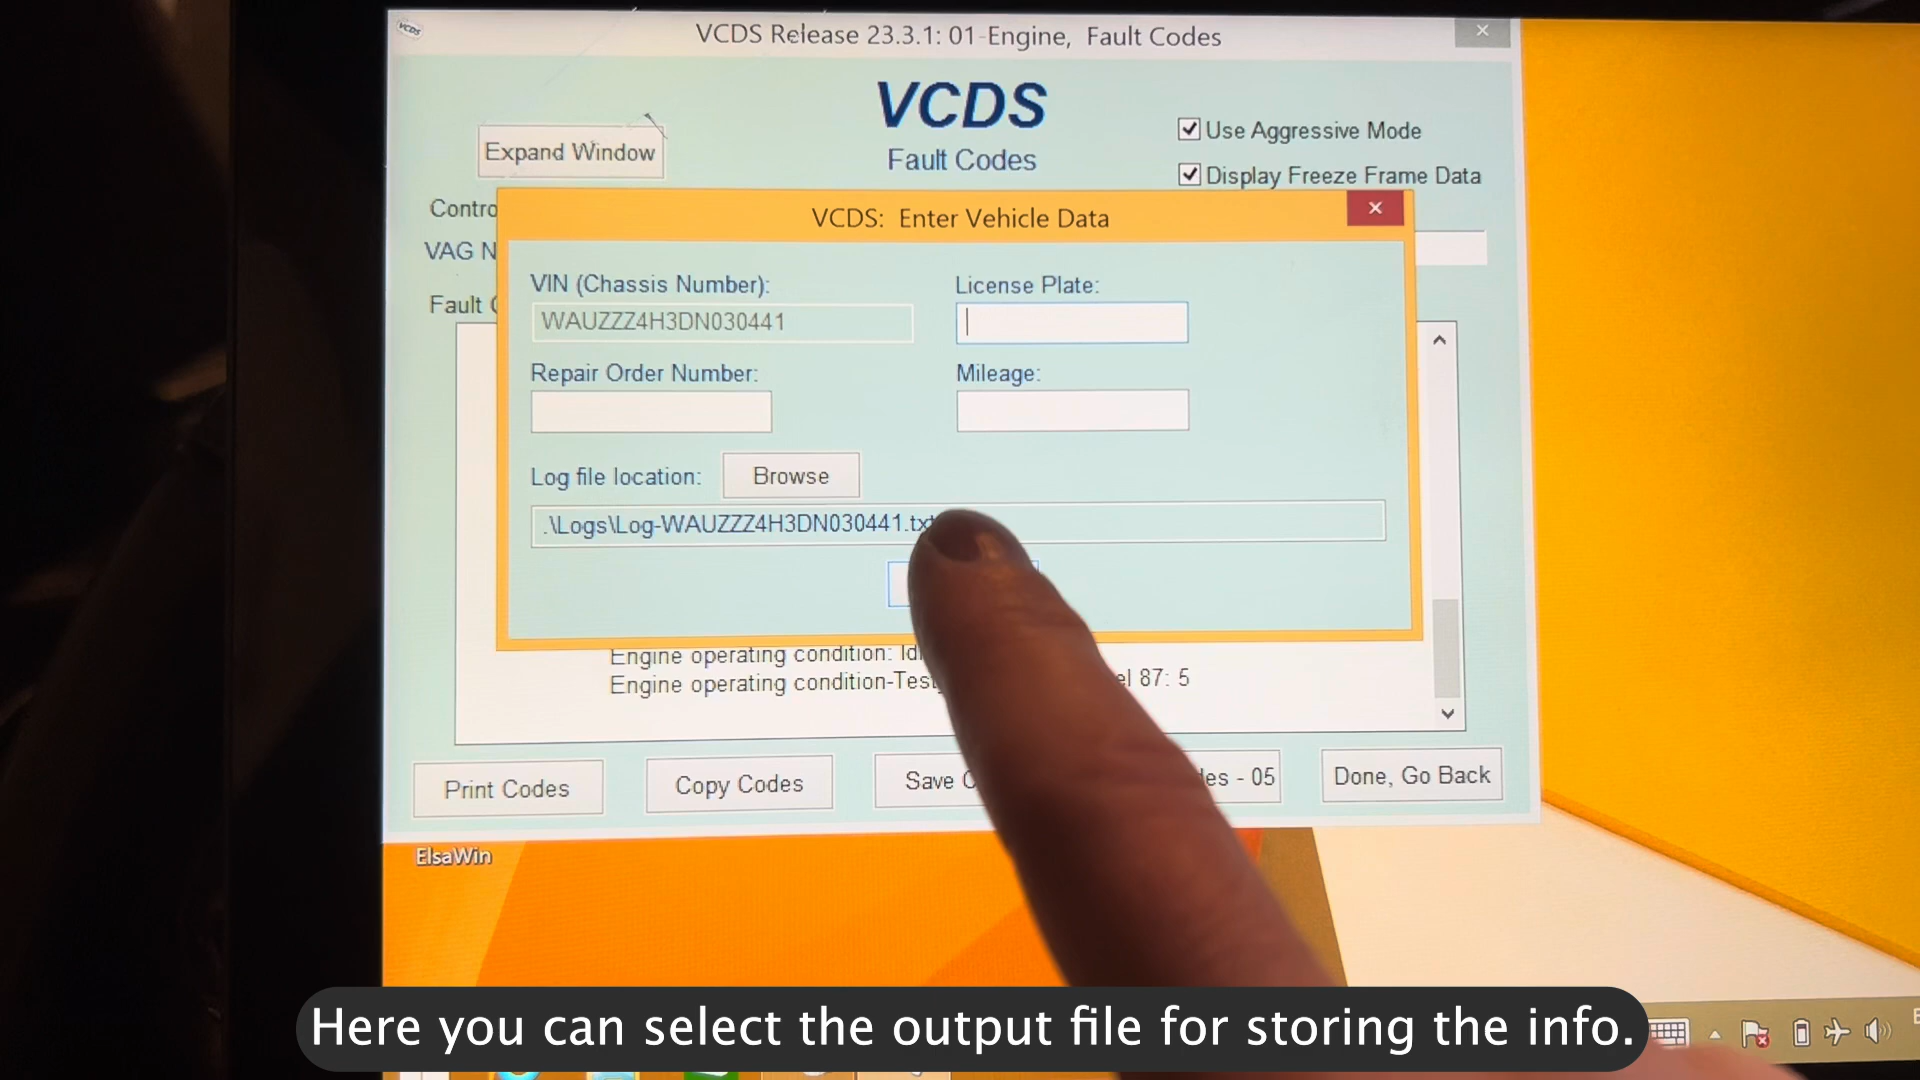 VCDS
VCDS Release 23.3.1: 01-Engine, Fault Codes
VCDS
Fault Codes
Expand Window
Use Aggressive Mode
Display Freeze Frame Data
VCDS: Enter Vehicle Data
VIN (Chassis Number):
License Plate:
WAUZZZ4H3DN030441
Repair Order Number:
Mileage:
Log file location:
Browse
.\Logs\Log-WAUZZZ4H3DN030441.txt
VAG
Fault
Engine operating condition:
Engine operating condition-Test
87: 5
Print Codes
Copy Codes
Save
- 05
Done, Go Back
ElsaWin
Here you can select the output file for storing the info.